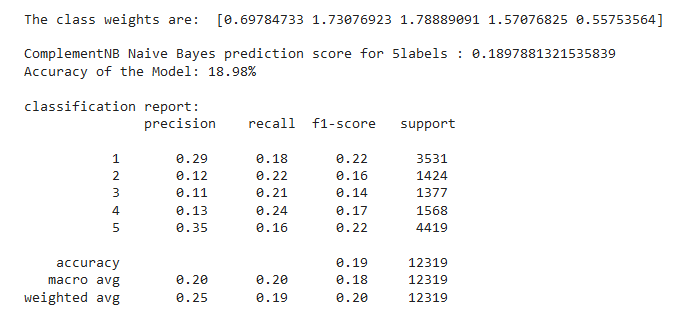 The class weights are:  [0.69784733 1.73076923 1.78889091 1.57076825 0.55753564]
ComplementNB Naive Bayes prediction score for 5labels : 0.1897881321535839
Accuracy of the Model: 18.98%
classification report:
precision recall f1-score support
1 0.29 0.18 0.22 3531
2 0.12 0.22 0.16 1424
3 0.11 0.21 0.14 1377
4 0.13 0.24 0.17 1568
5 0.35 0.16 0.22 4419
accuracy 0.19 12319
macro avg 0.20 0.20 0.18 12319
weighted avg 0.25 0.19 0.20 12319